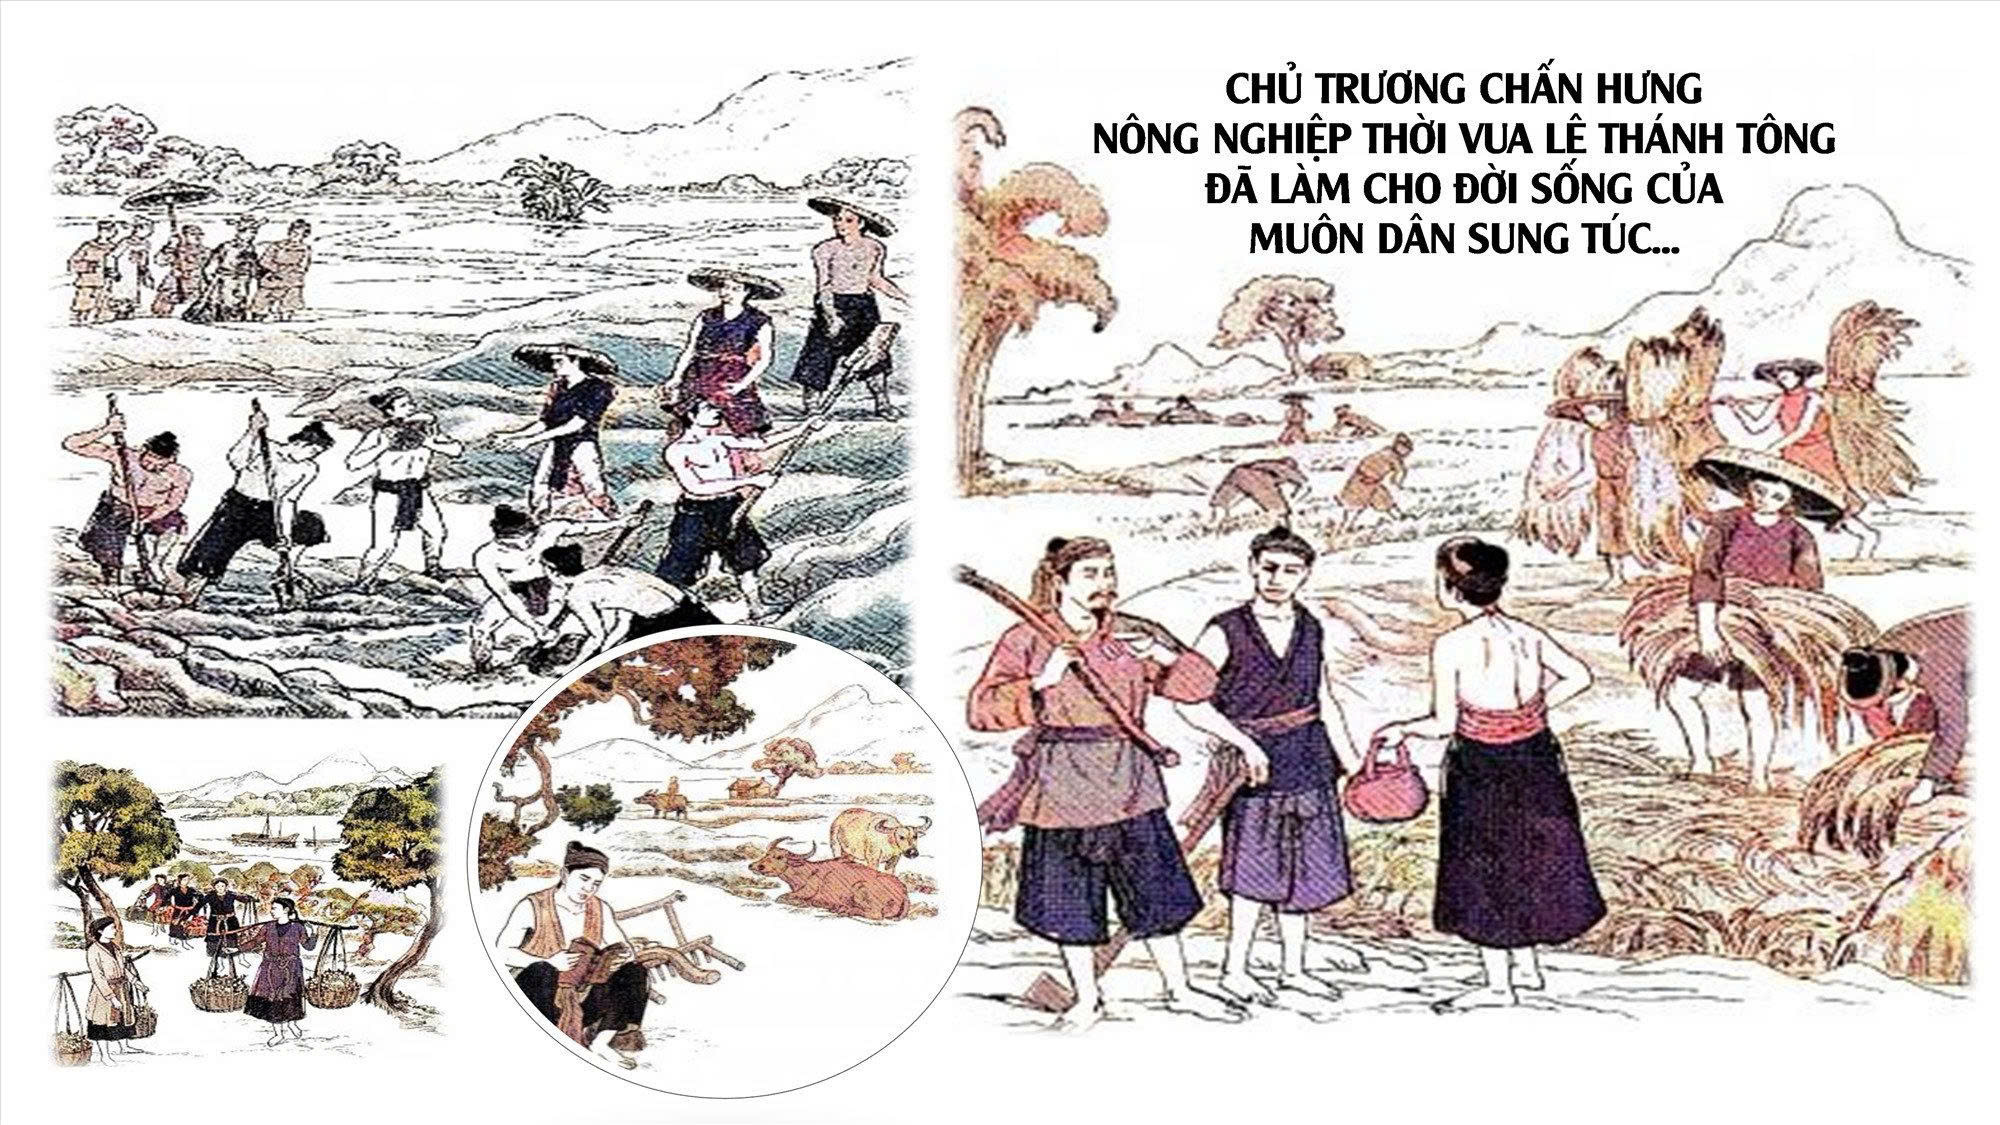 CHỦ TRƯƠNG CHẤN HƯNG
NÔNG NGHIỆP THỜI VUA LÊ THÁNH TÔNG
ĐÃ LÀM CHO ĐỜI SỐNG CỦA
MUÔN DÂN SUNG TÚC...